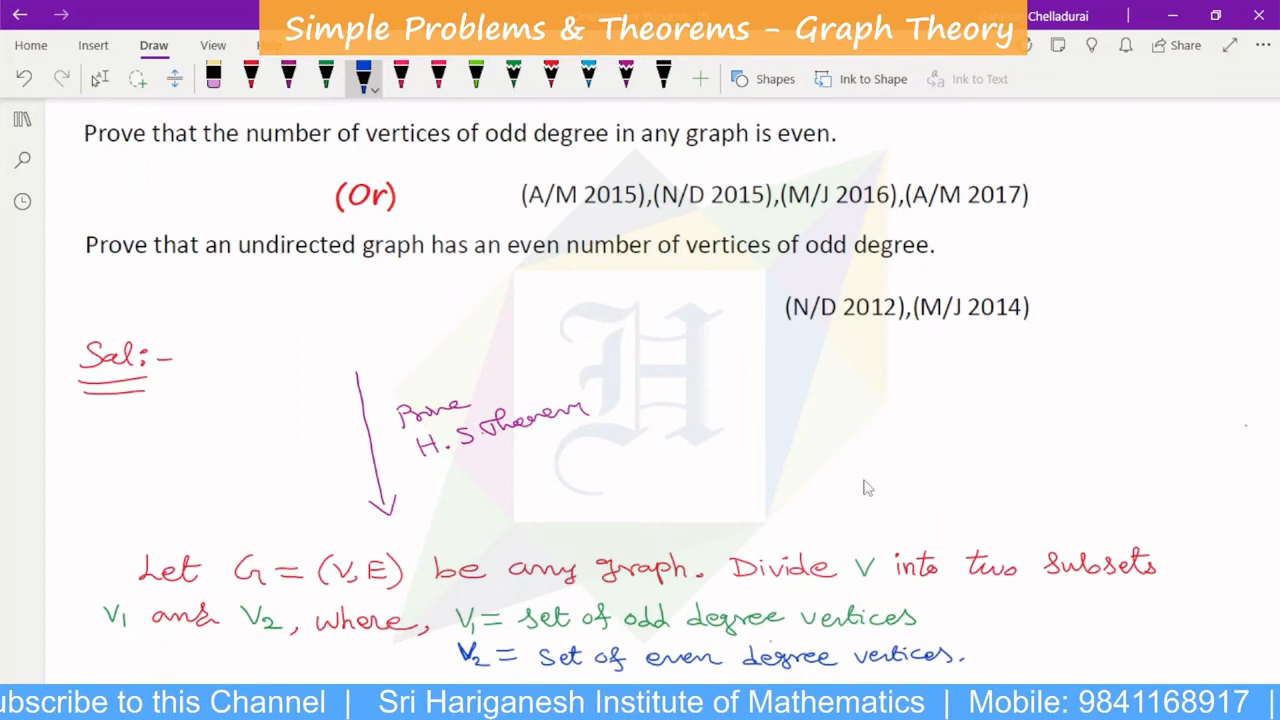 Simple Problems & Theorems - Graph Theory
Chelladurai
Home Insert Draw View
Share
Shapes Ink to Shape Ink to Text
Prove that the number of vertices of odd degree in any graph is even.
(Or) (A/M 2015),(N/D 2015),(M/J 2016),(A/M 2017)
Prove that an undirected graph has an even number of vertices of odd degree.
(N/D 2012),(M/J 2014)
Sol:-
Prove
H.S.Theorem
H
Let G = (V, E) be any graph. Divide V into two subsets
V1 and V2, where, V1 = set of odd degree vertices
V2 = set of even degree vertices.
ubscribe to this Channel | Sri Hariganesh Institute of Mathematics | Mobile: 9841168917 |